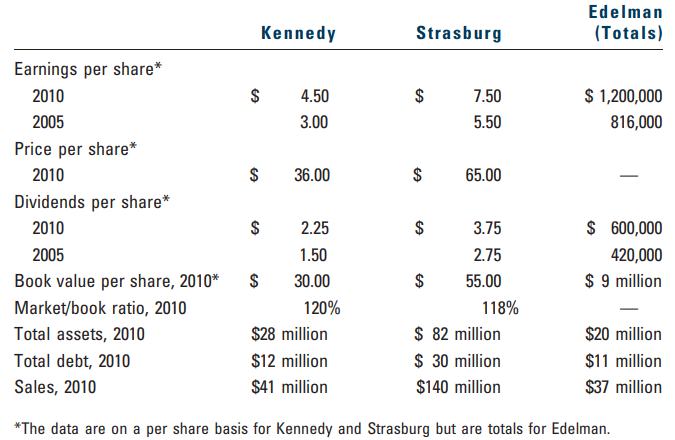 Edelman
Kennedy Strasburg (Totals)
Earnings per share*
2010 $ 4.50 $ 7.50 $ 1,200,000
2005 3.00 5.50 816,000
Price per share*
2010 $ 36.00 $ 65.00 —
Dividends per share*
2010 $ 2.25 $ 3.75 $ 600,000
2005 1.50 2.75 420,000
Book value per share, 2010* $ 30.00 $ 55.00 $ 9 million
Market/book ratio, 2010 120% 118% —
Total assets, 2010 $28 million $ 82 million $20 million
Total debt, 2010 $12 million $ 30 million $11 million
Sales, 2010 $41 million $140 million $37 million
*The data are on a per share basis for Kennedy and Strasburg but are totals for Edelman.